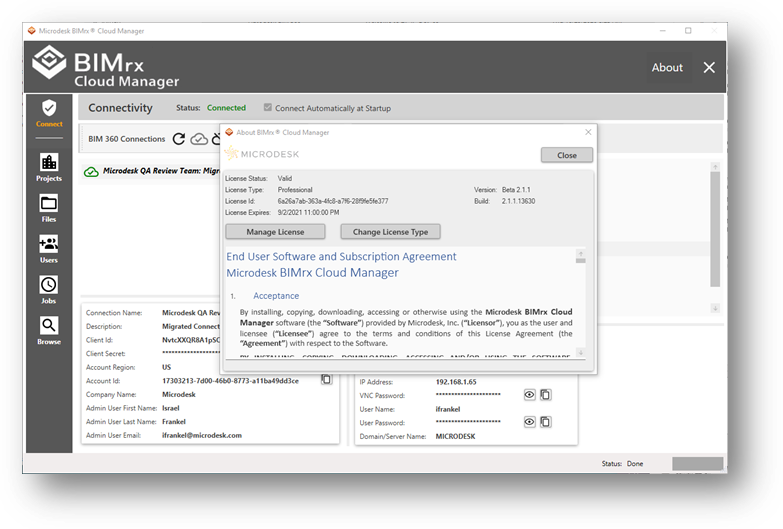 Microdesk BIMrx® Cloud Manager
BIMrx
Cloud Manager
About
Connectivity
Status: Connected
Connect Automatically at Startup
Connect
Projects
Files
Users
Jobs
Browse
BIM 360 Connections
Microdesk QA Review Team: Migr
About BIMrx® Cloud Manager
MICRODESK
Close
License Status: Valid
License Type: Professional
Version: Beta 2.1.1
License Id: 6a26a7ab-363a-4fc8-a7f6-28f9fe5fe377
Build: 2.1.1.13630
License Expires: 9/2/2021 11:00:00 PM
Manage License
Change License Type
End User Software and Subscription Agreement
Microdesk BIMrx Cloud Manager
1. Acceptance
By installing, copying, downloading, accessing or otherwise using the Microdesk BIMrx Cloud
Manager software (the “Software”) provided by Microdesk, Inc. (“Licensor”), you as the user and
licensee (“Licensee”) agree to the terms and conditions of this License Agreement (the
“Agreement”) with respect to the Software.
BY INSTALLING, COPYING, DOWNLOADING, ACCESSING AND/OR USING THE SOFTWARE,
Connection Name: Microdesk QA Rev
Description: Migrated Connect
Client Id: NvtcXXQR8A1pSC
Client Secret: **********************
Account Region: US
Account Id: 17303213-7d00-46b0-8773-a11ba49dd3ce
Company Name: Microdesk
Admin User First Name: Israel
Admin User Last Name: Frankel
Admin User Email: ifrankel@microdesk.com
IP Address: 192.168.1.65
VNC Password: **********************
User Name: ifrankel
User Password: **********************
Domain/Server Name: MICRODESK
Status: Done